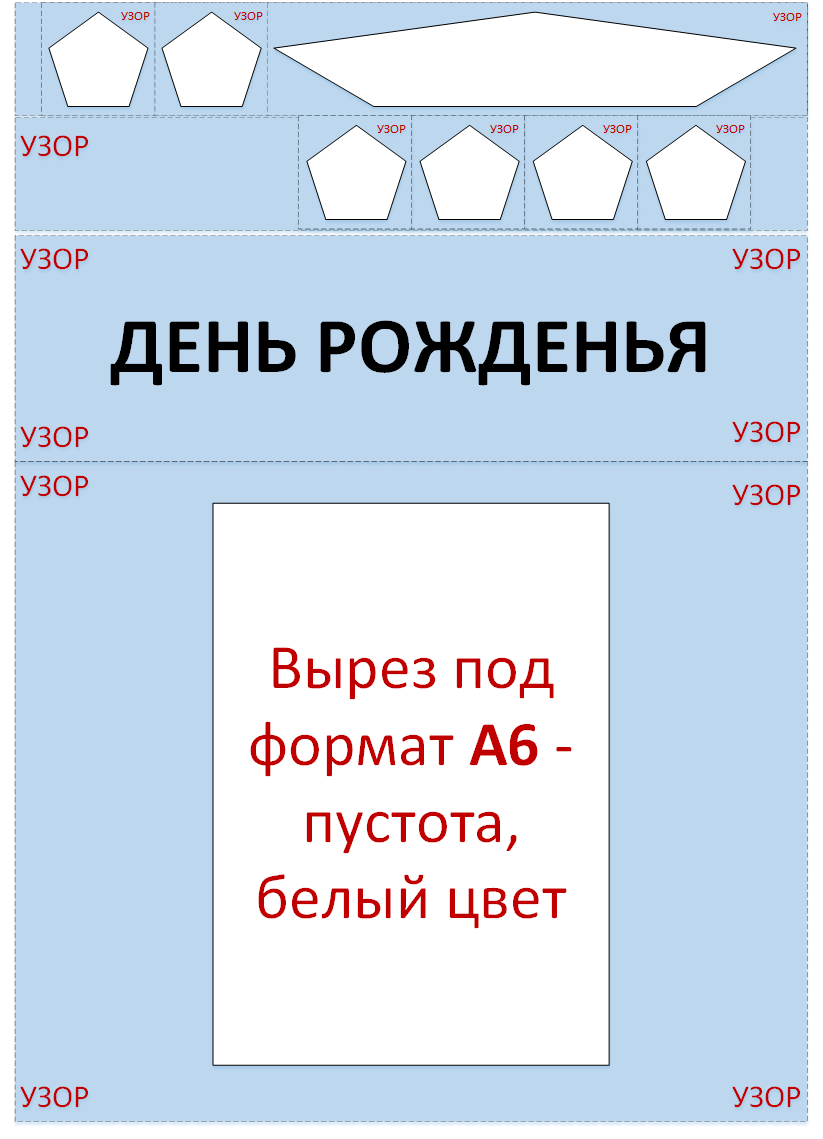 УЗОР УЗОР УЗОР
УЗОР УЗОР УЗОР УЗОР
УЗОР
УЗОР УЗОР
ДЕНЬ РОЖДЕНЬЯ
УЗОР УЗОР
УЗОР УЗОР
Вырез под
формат А6 -
пустота,
белый цвет
УЗОР УЗОР